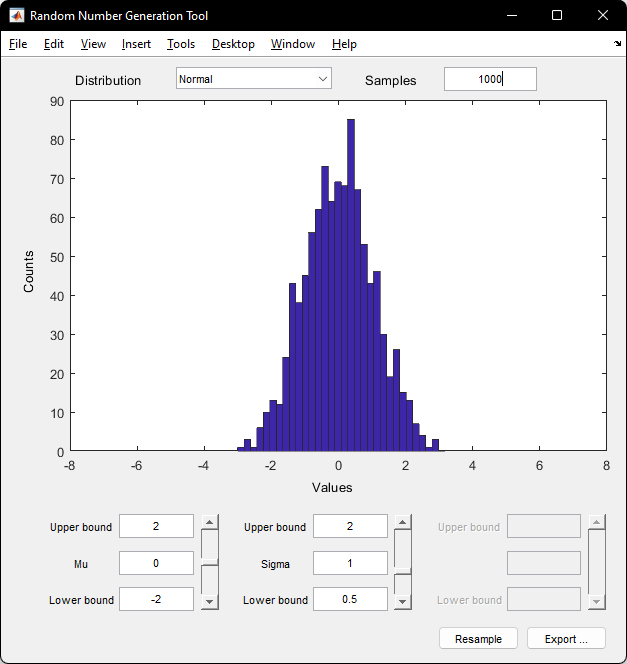 Random Number Generation Tool
File Edit View Insert Tools Desktop Window Help
Distribution Normal Samples 1000
90
80
70
60
50
40
30
20
10
0
Counts
-8 -6 -4 -2 0 2 4 6 8
Values
Upper bound 2 Upper bound 2 Upper bound
Mu 0 Sigma 1
Lower bound -2 Lower bound 0.5 Lower bound
Resample Export ...